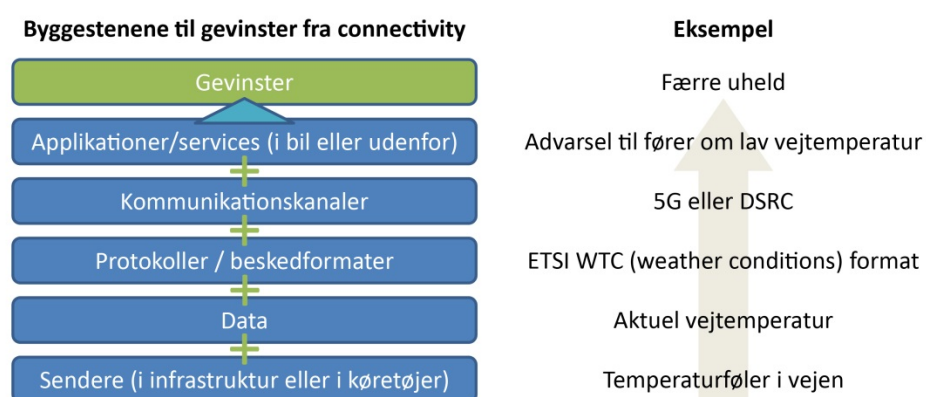 Byggestenene til gevinster fra connectivity
Eksempel
Gevinster
Færre uheld
Applikationer/services (i bil eller udenfor)
Advarsel til fører om lav vejtemperatur
Kommunikationskanaler
5G eller DSRC
Protokoller / beskedformater
ETSI WTC (weather conditions) format
Data
Aktuel vejtemperatur
Sendere (i infrastruktur eller i køretøjer)
Temperaturføler i vejen